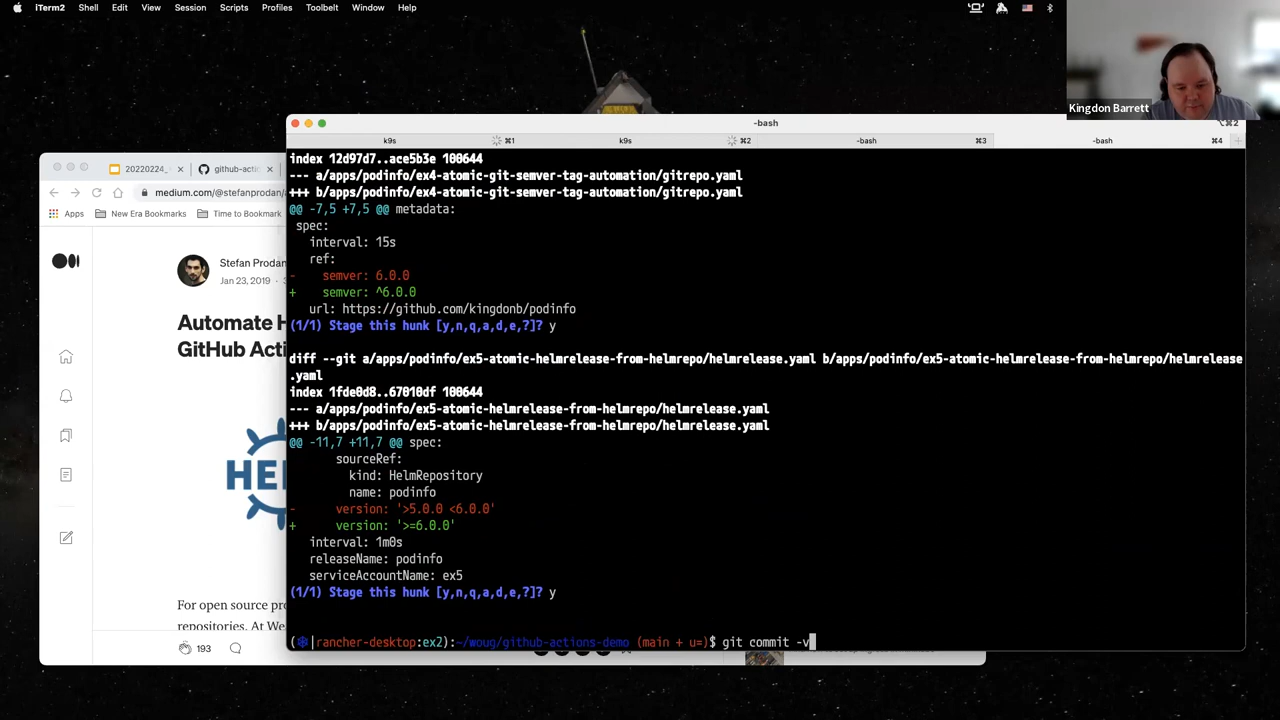 iTerm2 Shell Edit View Session Scripts Profiles Toolbelt Window Help
Kingdon Barrett
-bash
⌥⌘2
k9s ⌘1 k9s ⌘2 -bash ⌘3 -bash ⌘4
20220224_ github-actio
medium.com/@stefanprodan/a
Apps New Era Bookmarks Time to Bookmark
Stefan Prodan
Jan 23, 2019
Automate H
GitHub Acti
HE
For open source pro
repositories. At We
193
index 12d97d7..ace5b3e 100644
--- a/apps/podinfo/ex4-atomic-git-semver-tag-automation/gitrepo.yaml
+++ b/apps/podinfo/ex4-atomic-git-semver-tag-automation/gitrepo.yaml
@@ -7,5 +7,5 @@ metadata:
spec:
interval: 15s
ref:
- semver: 6.0.0
+ semver: ^6.0.0
url: https://github.com/kingdonb/podinfo
(1/1) Stage this hunk [y,n,q,a,d,e,?]? y
diff --git a/apps/podinfo/ex5-atomic-helmrelease-from-helmrepo/helmrelease.yaml b/apps/podinfo/ex5-atomic-helmrelease-from-helmrepo/helmrelease
.yaml
index 1fde0d8..67010df 100644
--- a/apps/podinfo/ex5-atomic-helmrelease-from-helmrepo/helmrelease.yaml
+++ b/apps/podinfo/ex5-atomic-helmrelease-from-helmrepo/helmrelease.yaml
@@ -11,7 +11,7 @@ spec:
sourceRef:
kind: HelmRepository
name: podinfo
- version: '>5.0.0 <6.0.0'
+ version: '>=6.0.0'
interval: 1m0s
releaseName: podinfo
serviceAccountName: ex5
(1/1) Stage this hunk [y,n,q,a,d,e,?]? y
(⎈|rancher-desktop:ex2):~/woug/github-actions-demo (main + u=)$ git commit -v